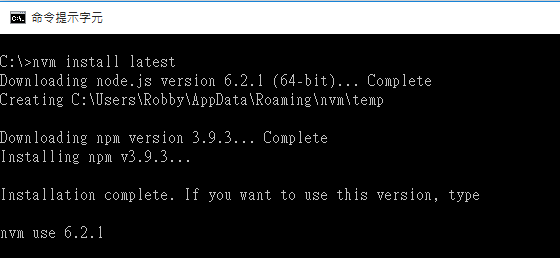 命令提示字元
C:\>nvm install latest
Downloading node.js version 6.2.1 (64-bit)... Complete
Creating C:\Users\Robby\AppData\Roaming\nvm\temp
Downloading npm version 3.9.3... Complete
Installing npm v3.9.3...
Installation complete. If you want to use this version, type
nvm use 6.2.1